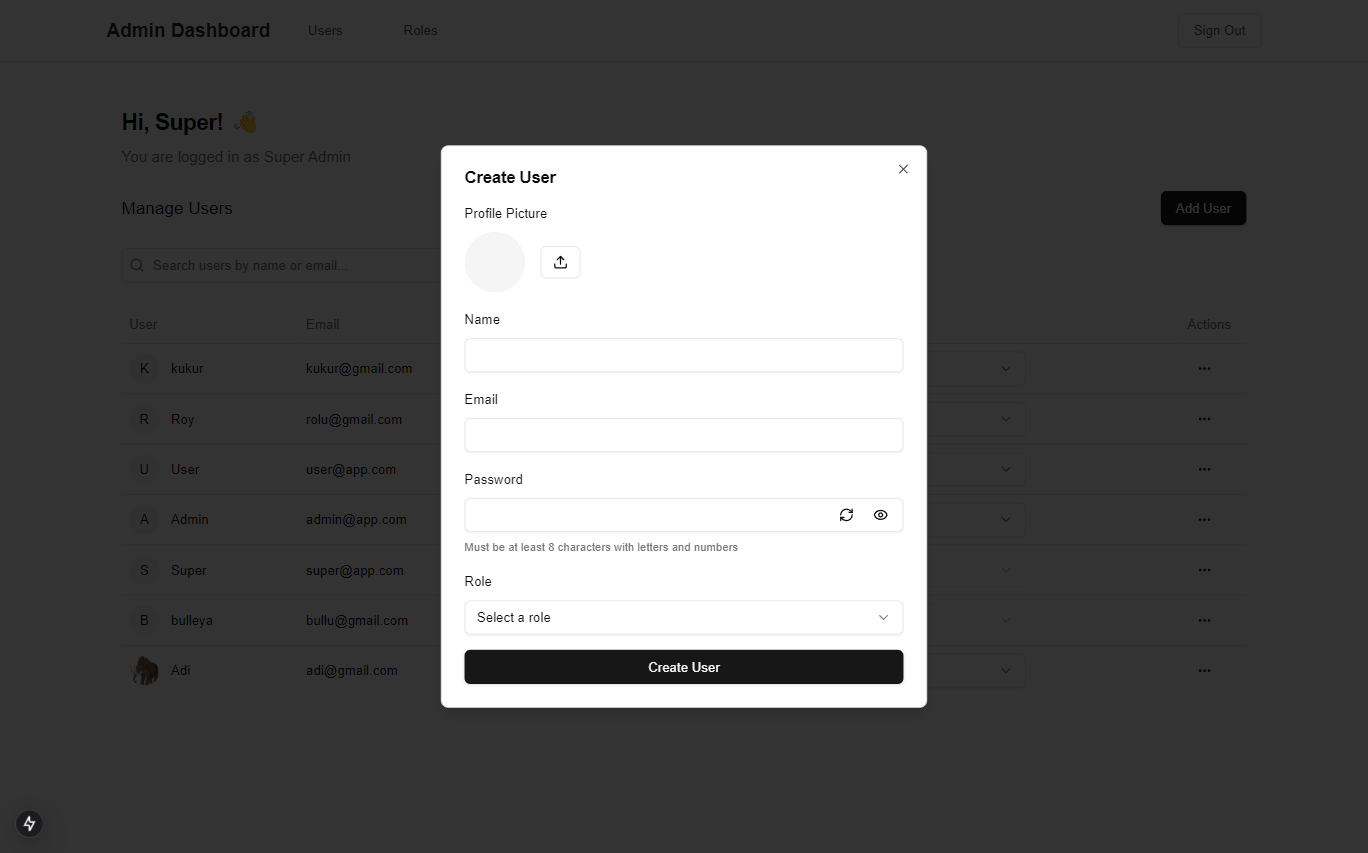 Admin Dashboard Users Roles Sign Out
Hi, Super! 👋
You are logged in as Super Admin
Manage Users Add User
Search users by name or email...
User Email Actions
K kukur kukur@gmail.com
R Roy rolu@gmail.com
U User user@app.com
A Admin admin@app.com
S Super super@app.com
B bulleya bullu@gmail.com
Adi adi@gmail.com
Create User
Profile Picture
Name
Email
Password
Must be at least 8 characters with letters and numbers
Role
Select a role
Create User